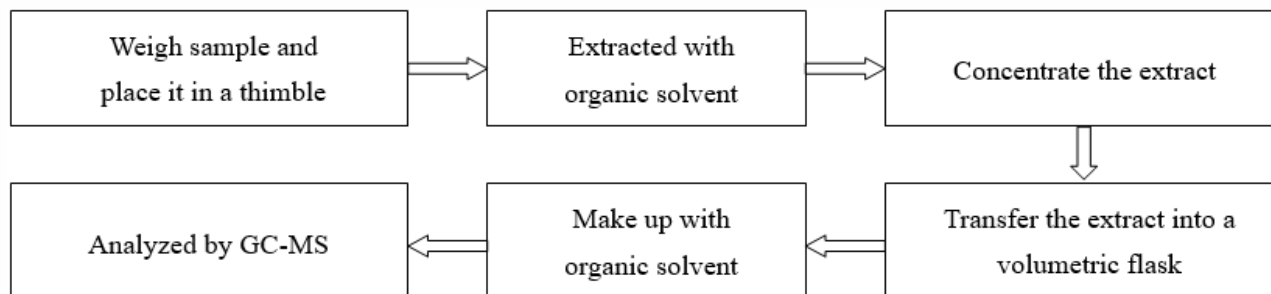 Weigh sample and
place it in a thimble
Extracted with
organic solvent
Concentrate the extract
Transfer the extract into a
volumetric flask
Make up with
organic solvent
Analyzed by GC-MS